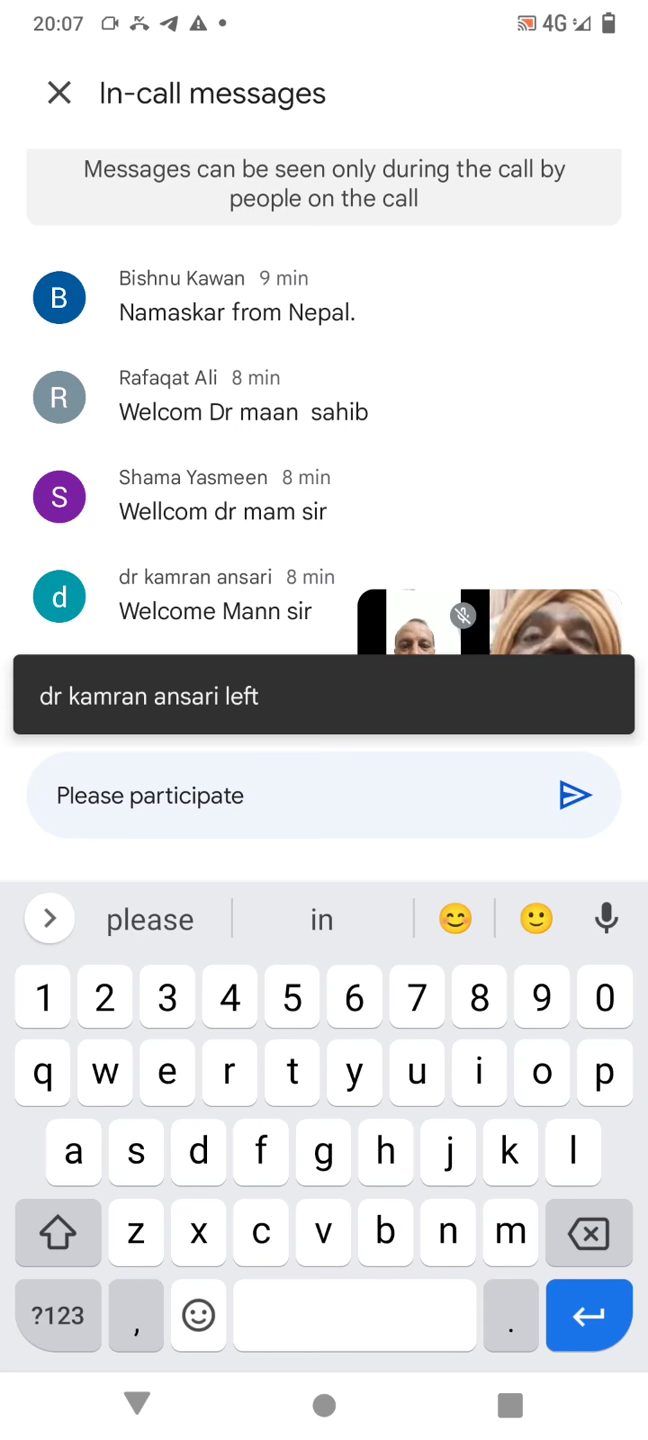 20:07
4G
In-call messages
Messages can be seen only during the call by
people on the call
B
Bishnu Kawan 9 min
Namaskar from Nepal.
R
Rafaqat Ali 8 min
Welcom Dr maan sahib
S
Shama Yasmeen 8 min
Wellcom dr mam sir
d
dr kamran ansari 8 min
Welcome Mann sir
dr kamran ansari left
Please participate
please in
1 2 3 4 5 6 7 8 9 0
q w e r t y u i o p
a s d f g h j k l
z x c v b n m
?123 , .